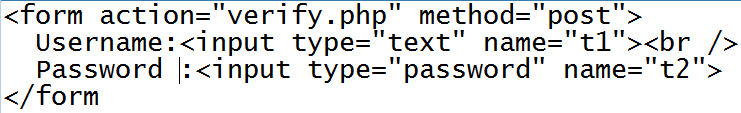 <form action="verify.php" method="post">
Username:<input type="text" name="t1"><br />
Password :<input type="password" name="t2">
</form